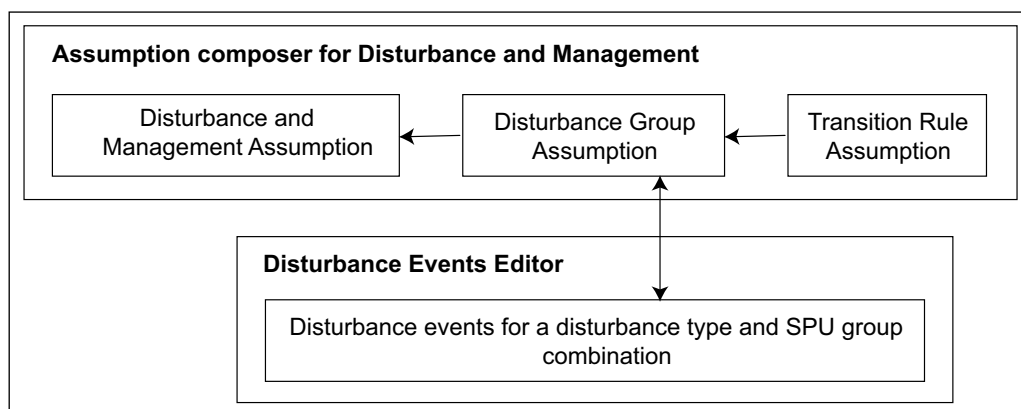 Assumption composer for Disturbance and Management
Disturbance and
Management Assumption
Disturbance Group
Assumption
Transition Rule
Assumption
Disturbance Events Editor
Disturbance events for a disturbance type and SPU group
combination